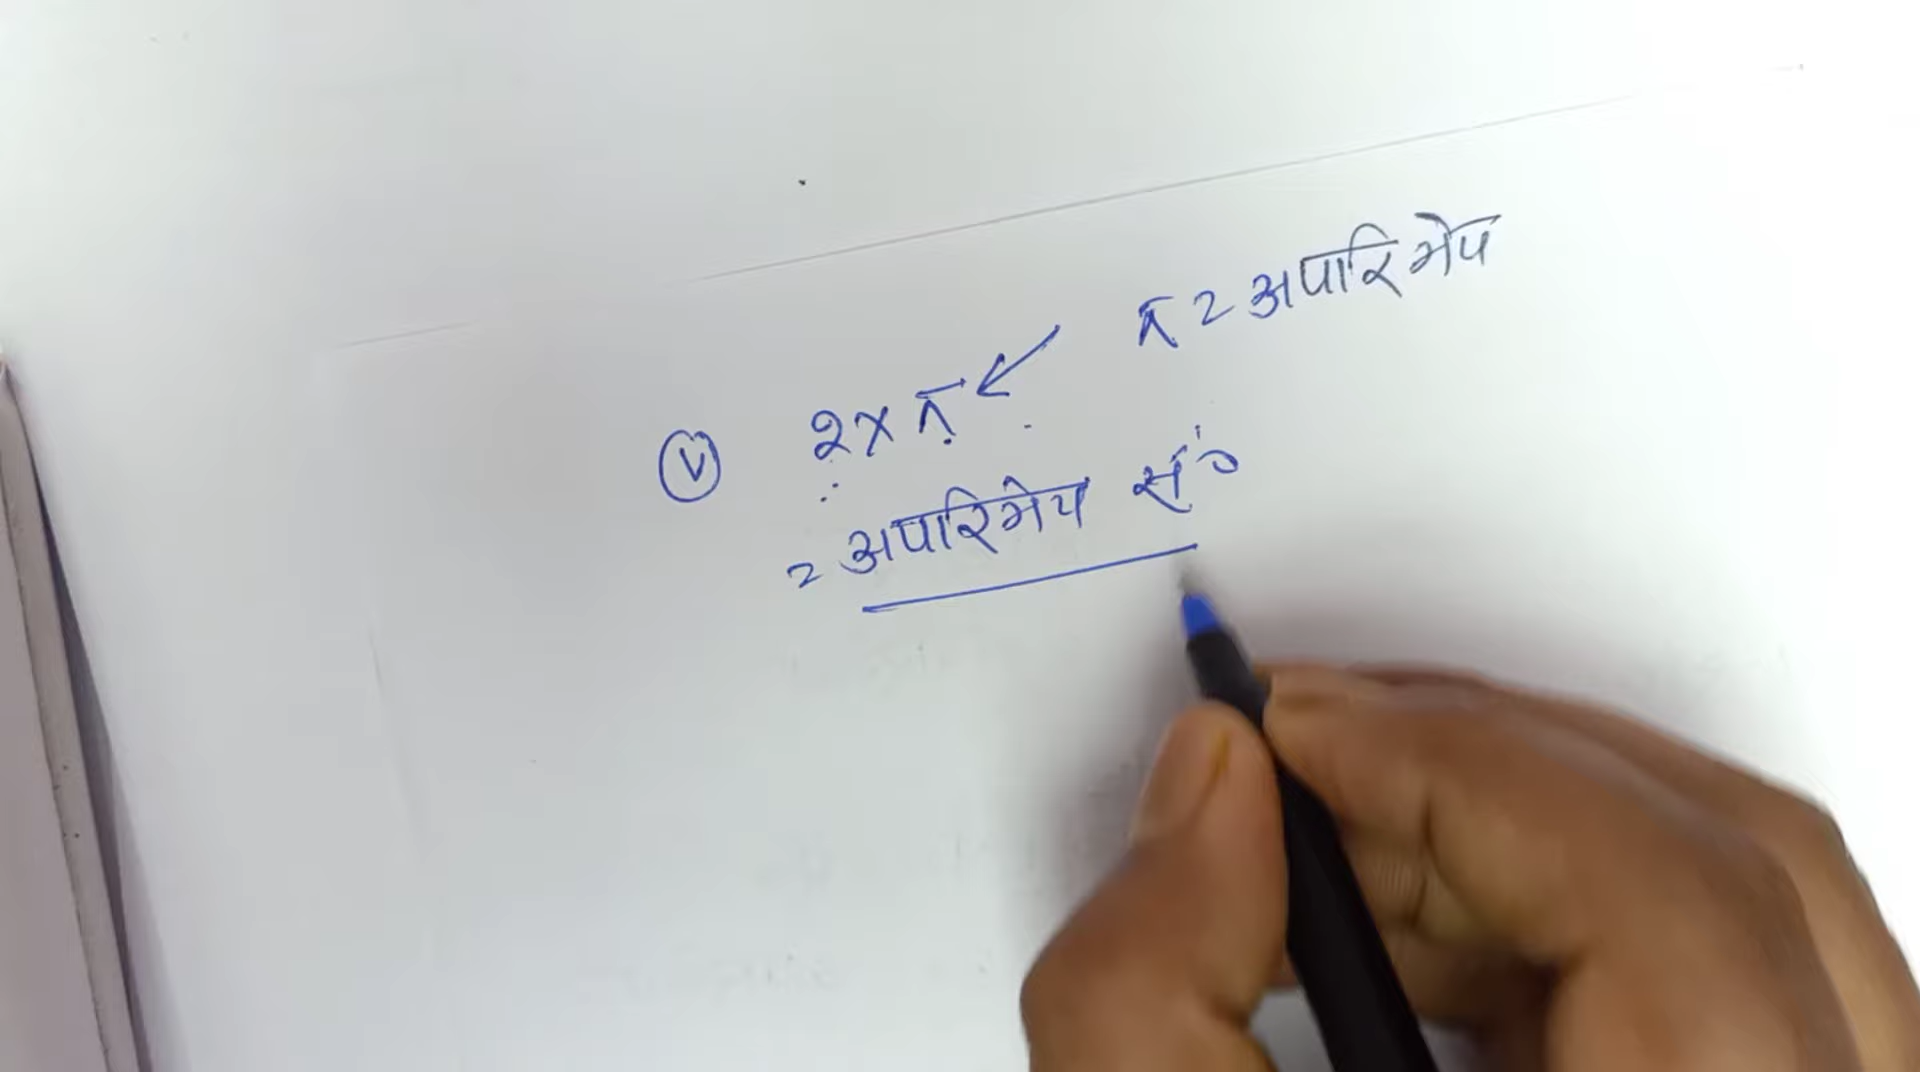 π = अपरिमेय
(v) 2 × π
= अपरिमेय सं०